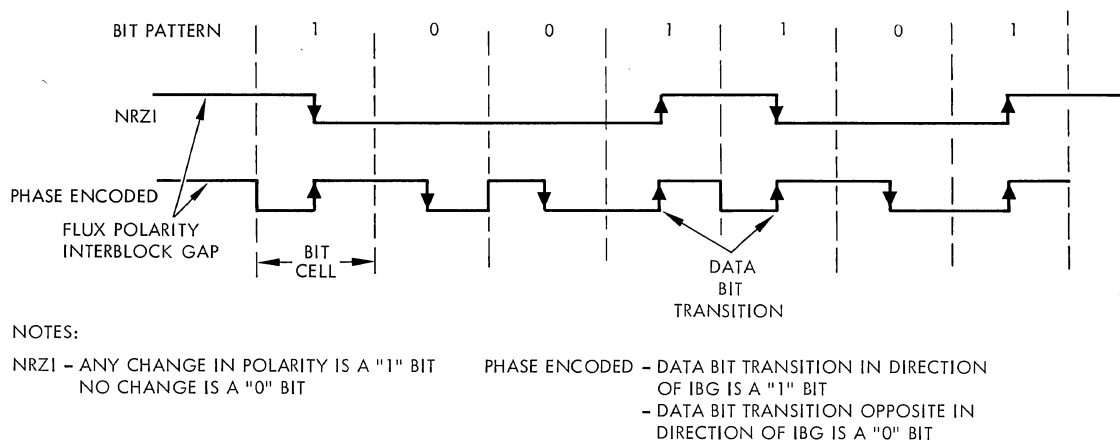 BIT PATTERN 1 0 0 1 1 0 1
NRZI
PHASE ENCODED
FLUX POLARITY
INTERBLOCK GAP
BIT
CELL
DATA
BIT
TRANSITION
NOTES:
NRZI – ANY CHANGE IN POLARITY IS A "1" BIT
NO CHANGE IS A "0" BIT
PHASE ENCODED – DATA BIT TRANSITION IN DIRECTION
OF IBG IS A "1" BIT
– DATA BIT TRANSITION OPPOSITE IN
DIRECTION OF IBG IS A "0" BIT